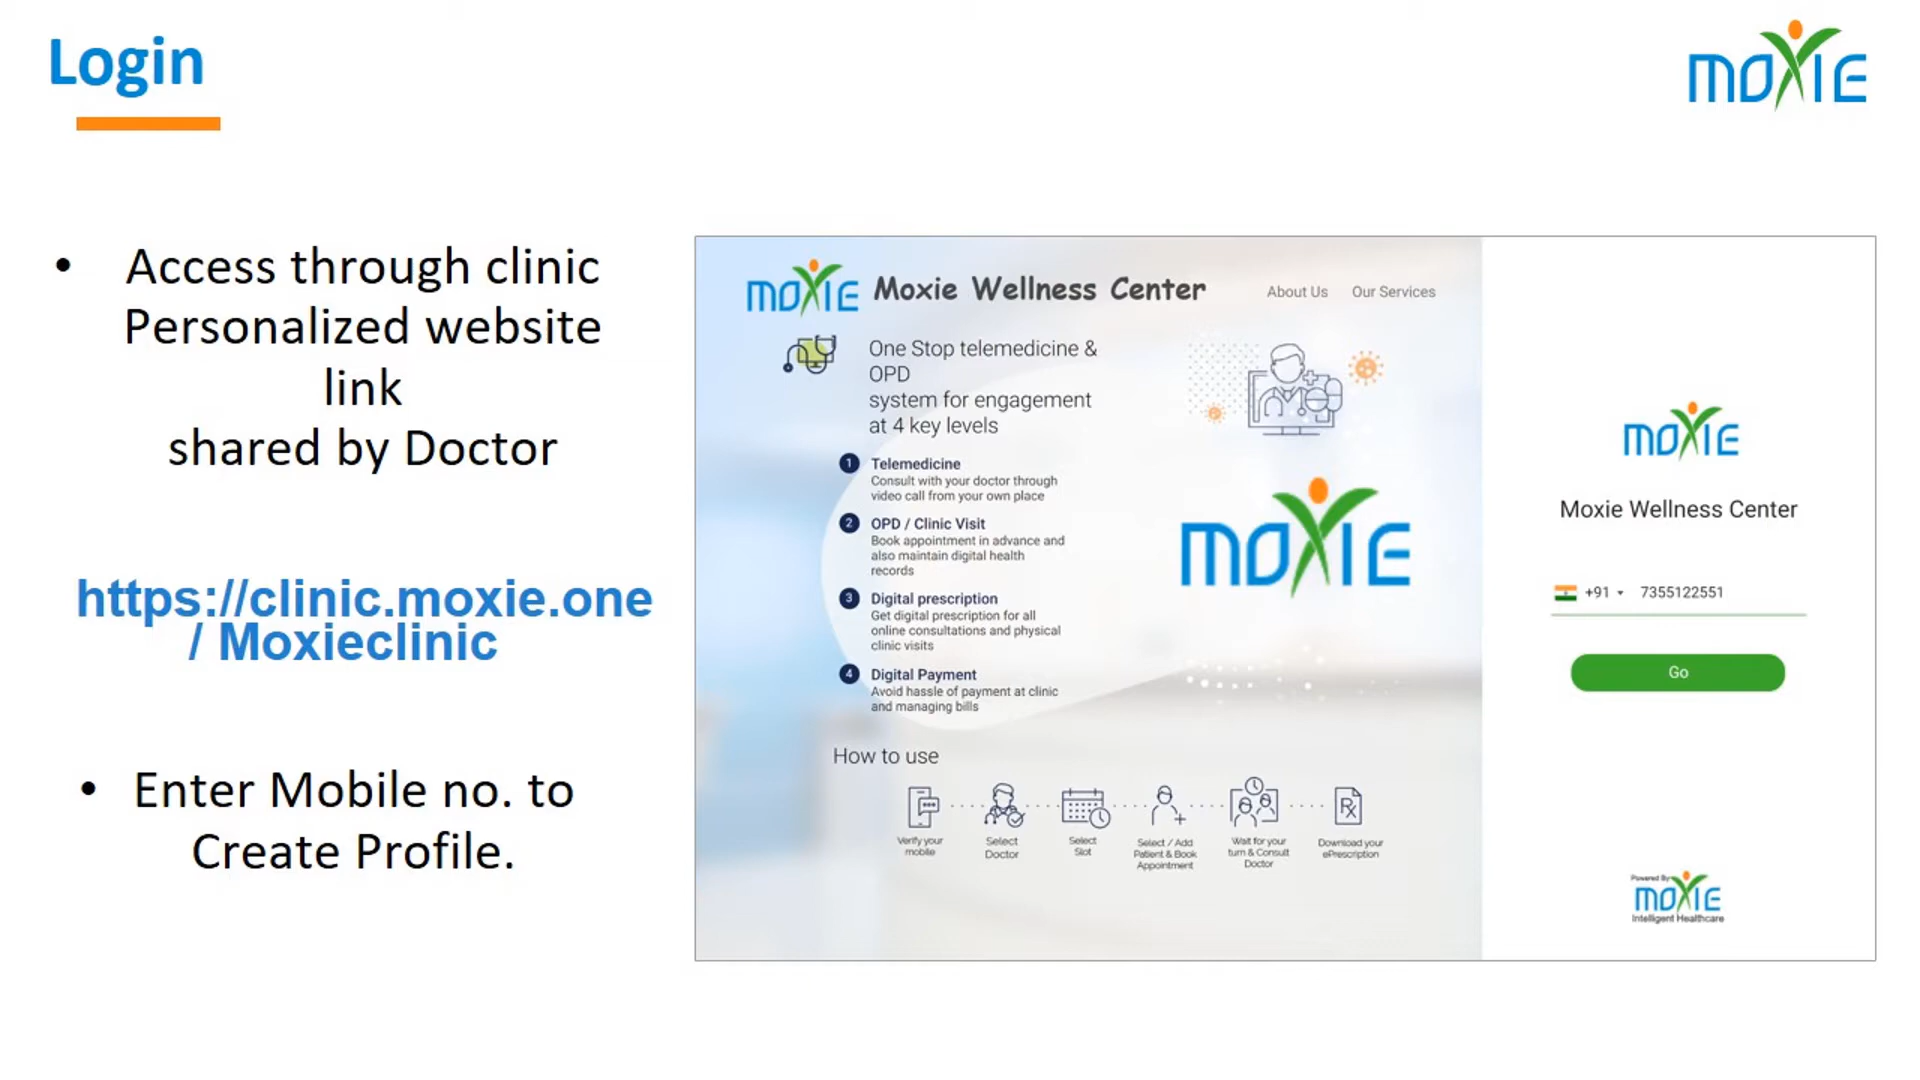 Login
MOXIE
• Access through clinic
Personalized website
link
shared by Doctor
https://clinic.moxie.one
/ Moxieclinic
• Enter Mobile no. to
Create Profile.
MOXIE Moxie Wellness Center
About Us Our Services
One Stop telemedicine &
OPD
system for engagement
at 4 key levels
1 Telemedicine
Consult with your doctor through
video call from your own place
2 OPD / Clinic Visit
Book appointment in advance and
also maintain digital health
records
3 Digital prescription
Get digital prescription for all
online consultations and physical
clinic visits
4 Digital Payment
Avoid hassle of payment at clinic
and managing bills
MOXIE
How to use
Verify your
mobile
Select
Doctor
Select
Slot
Select / Add
Patient & Book
Appointment
Wait for your
turn & Consult
Doctor
Download your
ePrescription
Rx
MOXIE
Moxie Wellness Center
+91 7355122551
Go
Powered By
MOXIE
Intelligent Healthcare